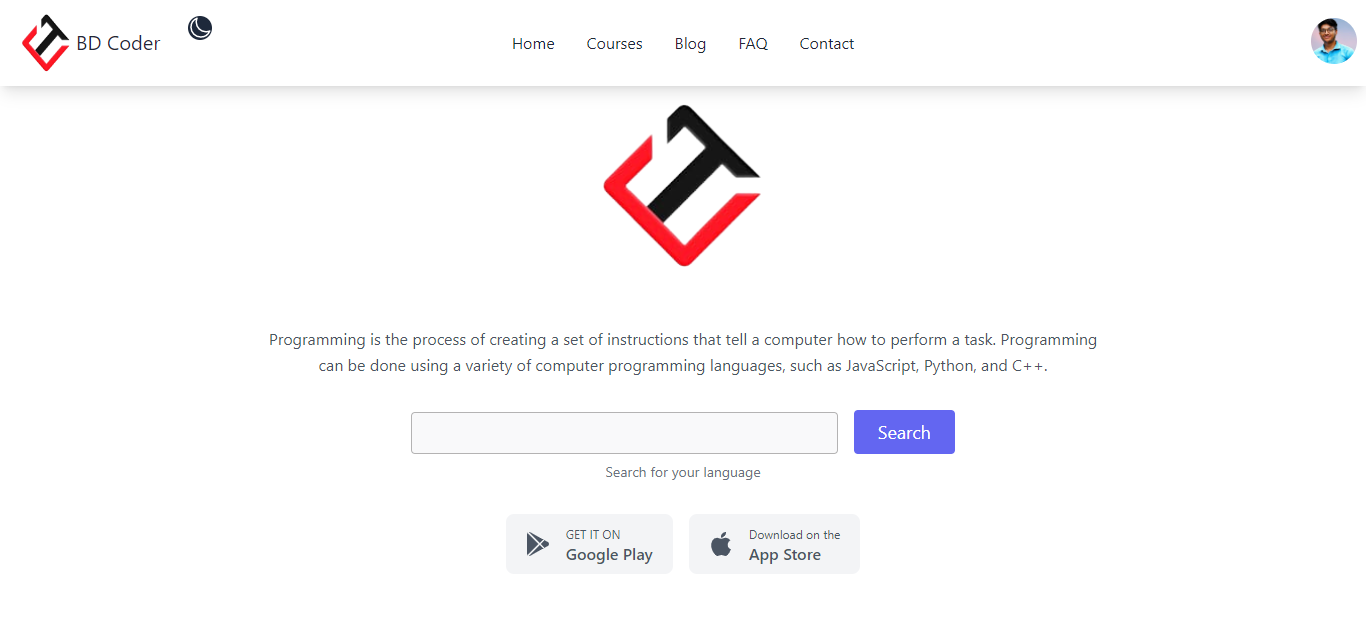 BD Coder
Home
Courses
Blog
FAQ
Contact
Programming is the process of creating a set of instructions that tell a computer how to perform a task. Programming
can be done using a variety of computer programming languages, such as JavaScript, Python, and C++.
Search
Search for your language
GET IT ON
Google Play
Download on the
App Store